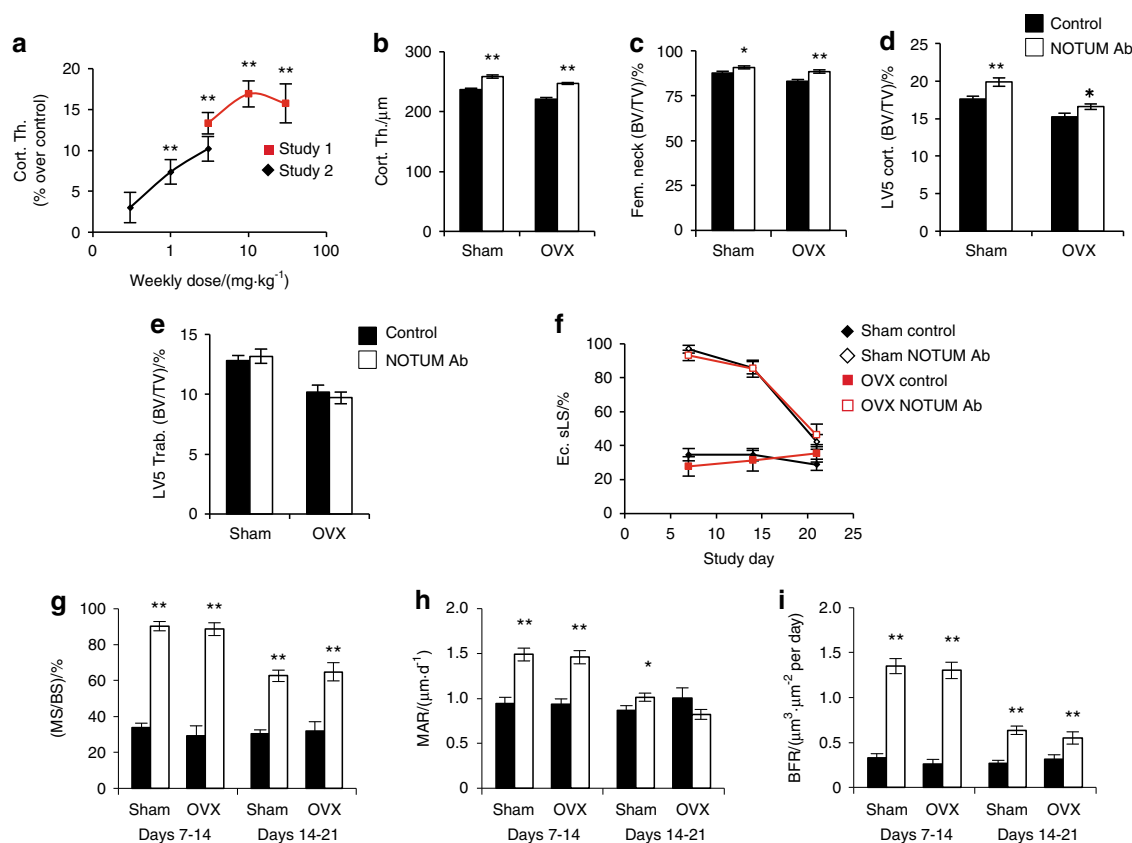 a
Cort. Th.
(% over control)
20
15
10
5
0
**
**
**
**
Study 1
Study 2
0
1
10
100
Weekly dose/(mg·kg⁻¹)
b
Cort. Th./μm
300
200
100
0
**
**
Sham
OVX
c
Fem. neck (BV/TV)/%
100
75
50
25
0
*
**
Sham
OVX
d
Control
NOTUM Ab
LV5 cort. (BV/TV)/%
25
20
15
10
5
0
**
*
Sham
OVX
e
Control
NOTUM Ab
LV5 Trab. (BV/TV)/%
15
10
5
0
Sham
OVX
f
Ec. sLS/%
100
80
60
40
20
0
0
5
10
15
20
25
Study day
Sham control
Sham NOTUM Ab
OVX control
OVX NOTUM Ab
g
(MS/BS)/%
100
80
60
40
20
0
**
**
**
**
Sham
OVX
Sham
OVX
Days 7-14
Days 14-21
h
MAR/(μm·d⁻¹)
2.0
1.5
1.0
0.5
0
**
**
*
Sham
OVX
Sham
OVX
Days 7-14
Days 14-21
i
BFR/(μm³·μm⁻² per day)
2.0
1.5
1.0
0.5
0
**
**
**
**
Sham
OVX
Sham
OVX
Days 7-14
Days 14-21